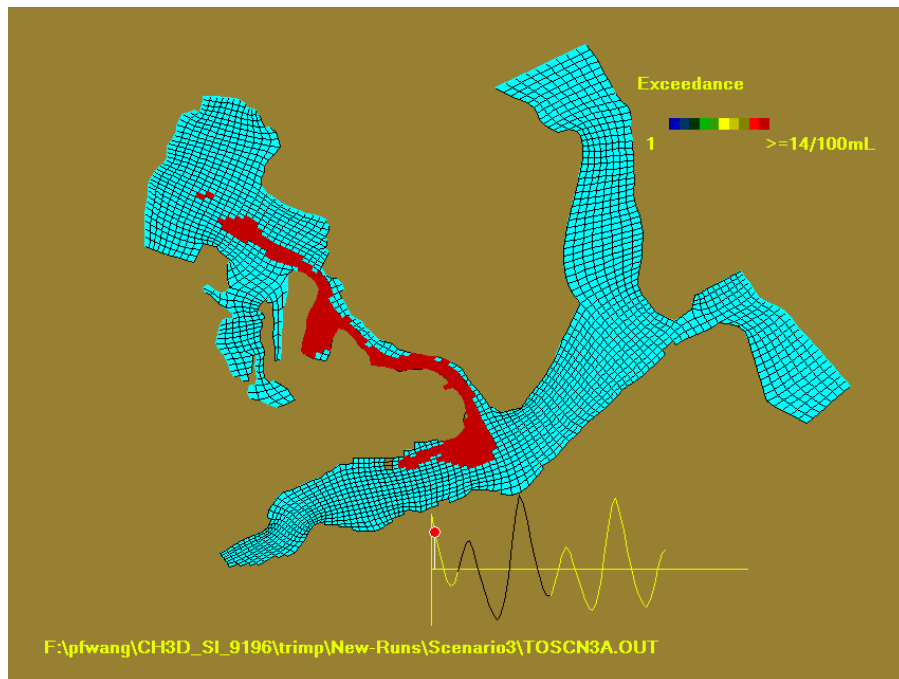 Exceedance
1 >=14/100mL
F:\pfwang\CH3D_SI_9196\trimp\New-Runs\Scenario3\TOSCN3A.OUT